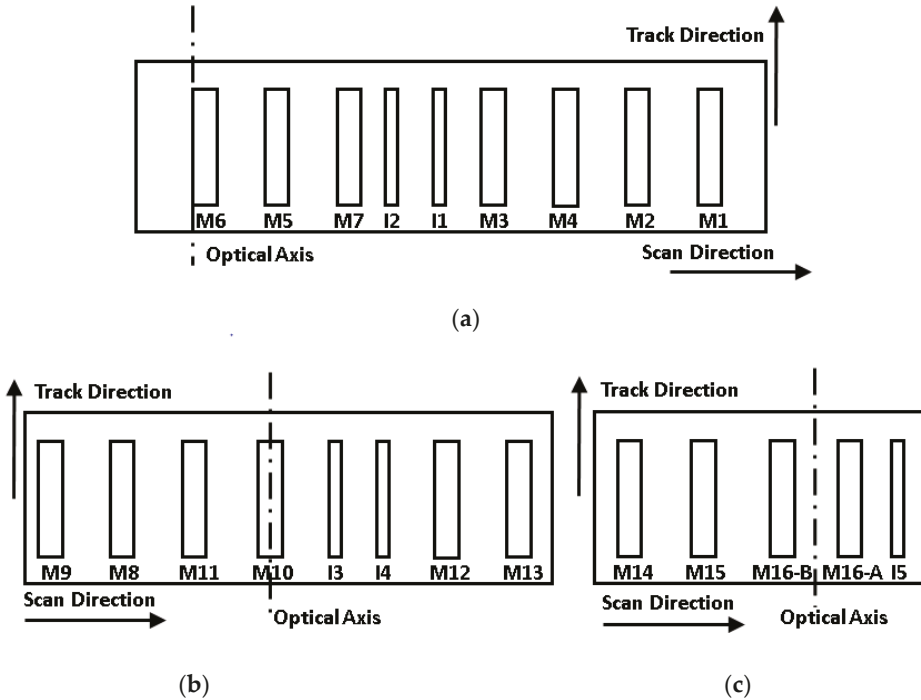 Track Direction
M6 M5 M7 I2 I1 M3 M4 M2 M1
Optical Axis
Scan Direction
(a)
Track Direction
M9 M8 M11 M10 I3 I4 M12 M13
Scan Direction
Optical Axis
(b)
Track Direction
M14 M15 M16-B M16-A I5
Scan Direction
Optical Axis
(c)